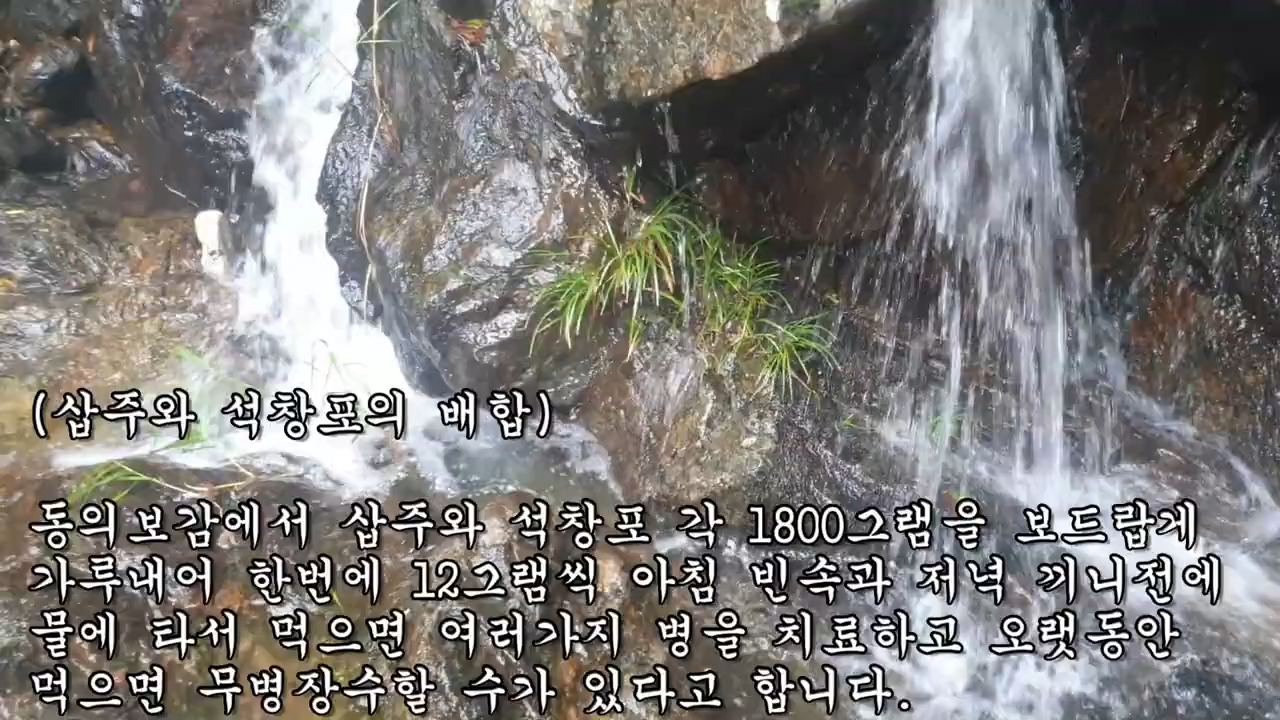 (삽주와 석창포의 배합)
동의보감에서 삽주와 석창포 각 1800그램을 보드랍게
가루내어 한번에 12그램씩 아침 빈속과 저녁 끼니전에
물에 타서 먹으면 여러가지 병을 치료하고 오랫동안
먹으면 무병장수할 수가 있다고 합니다.